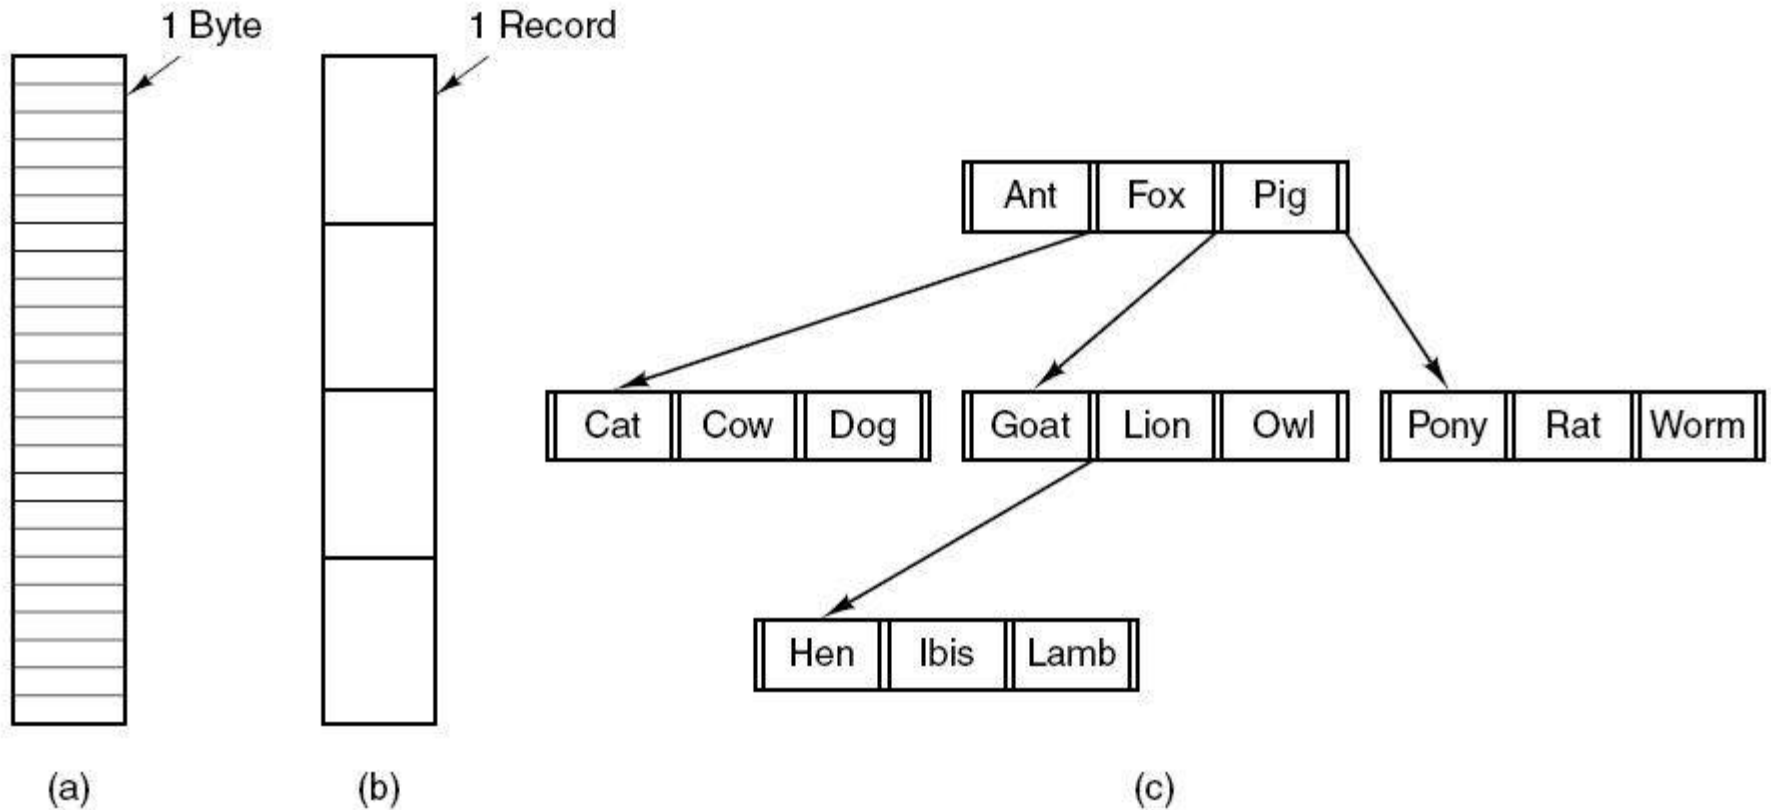 1 Byte
1 Record
Ant Fox Pig
Cat Cow Dog
Goat Lion Owl
Pony Rat Worm
Hen Ibis Lamb
(a)
(b)
(c)